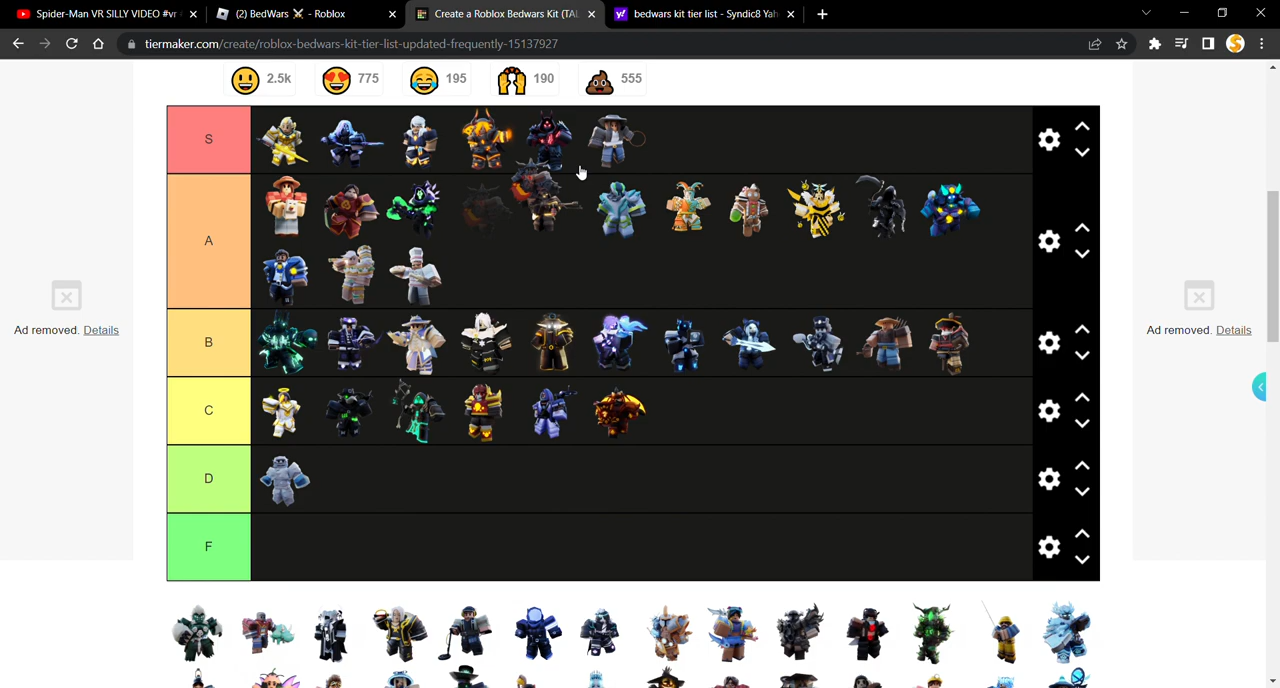 Spider-Man VR SILLY VIDEO #vr
(2) BedWars ⚔ - Roblox
Create a Roblox Bedwars Kit (TAL
bedwars kit tier list - Syndic8 Yah
tiermaker.com/create/roblox-bedwars-kit-tier-list-updated-frequently-15137927
S
2.5k
775
195
190
555
S
A
B
C
D
F
Ad removed. Details
Ad removed. Details